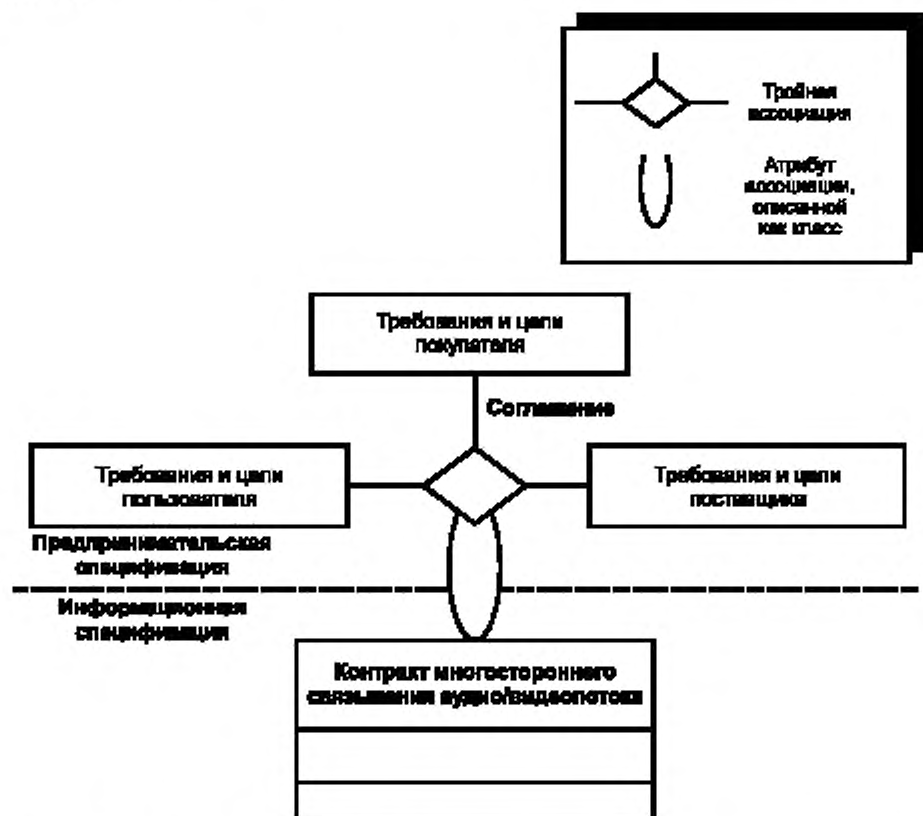 Тройная
ассоциация
Атрибут
ассоциации,
описанной
как класс
Требования и цели
покупателя
Соглашение
Требования и цели
пользователя
Требования и цели
поставщика
Предпринимательская
спецификация
Информационная
спецификация
Контракт многостороннего
связывания аудио/видеопотока